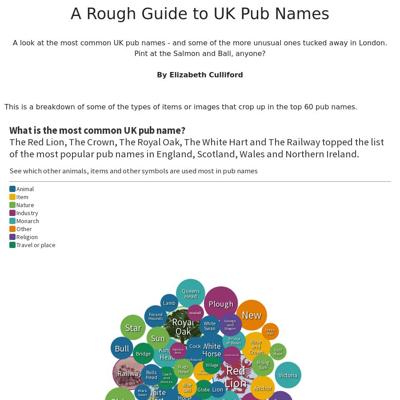 A Rough Guide to UK Pub Names
A look at the most common UK pub names - and some of the more unusual ones tucked away in London.
Pint at the Salmon and Ball, anyone?
By Elizabeth Culliford
This is a breakdown of some of the types of items or images that crop up in the top 60 pub names.
What is the most common UK pub name?
The Red Lion, The Crown, The Royal Oak, The White Hart and The Railway topped the list
of the most popular pub names in England, Scotland, Wales and Northern Ireland.
See which other animals, items and other symbols are used most in pub names
Animal
Item
Nature
Industry
Monarch
Other
Religion
Travel or place
Queens
Head
Land
Plough
New
Royal
Oak
White
Swan
Star
Sun
Bull
Bridge
Cock
White
Horse
Railway
Red
Lion
Victoria
Village
Globe
Lion
Anchor